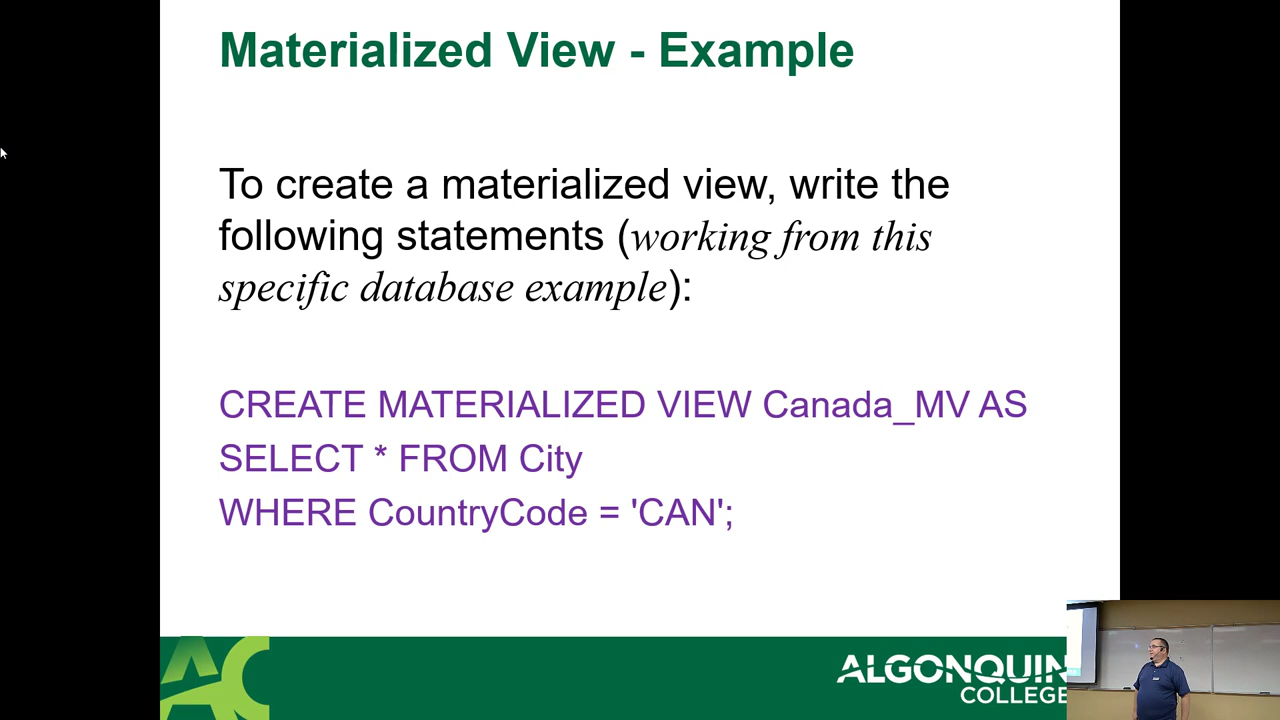 Materialized View - Example
To create a materialized view, write the
following statements (working from this
specific database example):
CREATE MATERIALIZED VIEW Canada_MV AS
SELECT * FROM City
WHERE CountryCode = 'CAN';
AC
ALGONQUIN
COLLEGE